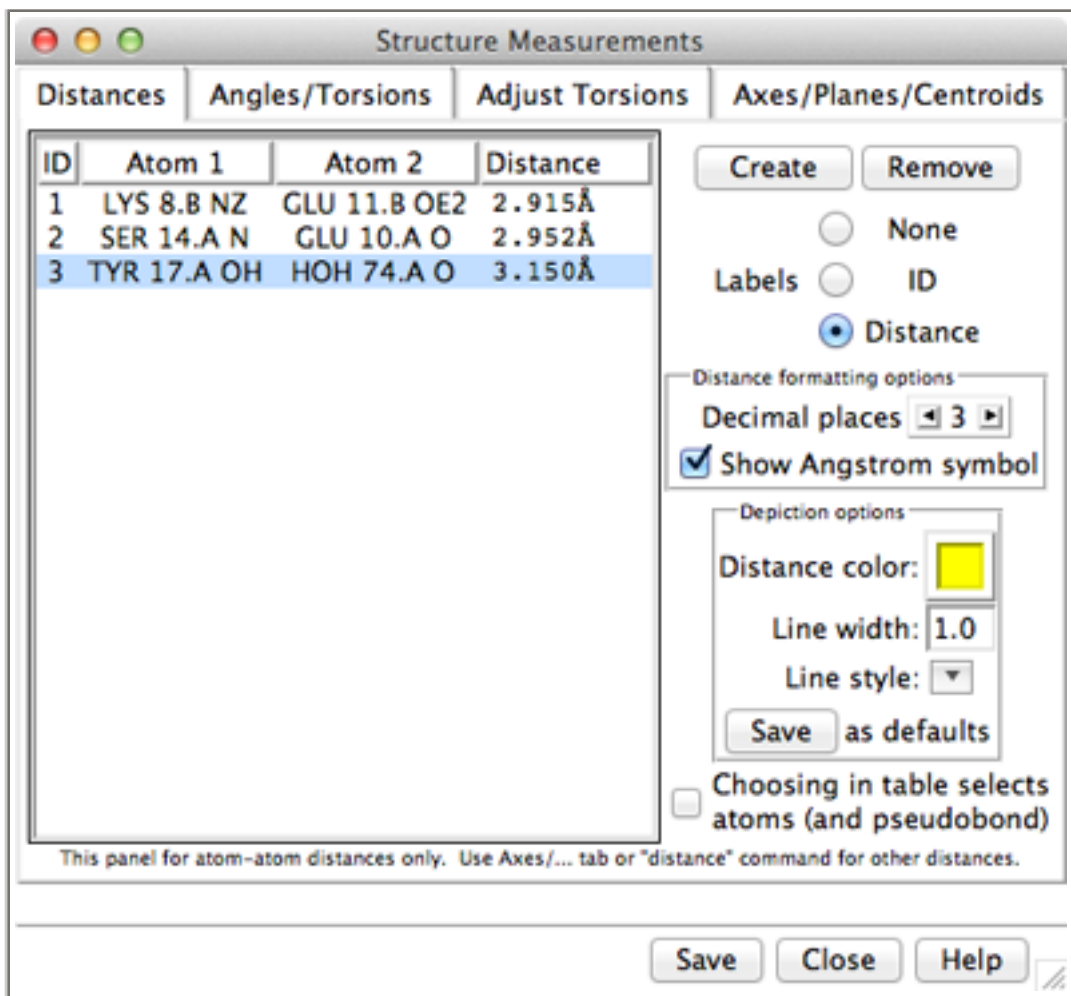 Structure Measurements
Distances Angles/Torsions Adjust Torsions Axes/Planes/Centroids
ID Atom 1 Atom 2 Distance
1 LYS 8.B NZ GLU 11.B OE2 2.915Å
2 SER 14.A N GLU 10.A O 2.952Å
3 TYR 17.A OH HOH 74.A O 3.150Å
Create Remove
None
Labels ID
Distance
Distance formatting options
Decimal places 3
Show Angstrom symbol
Depiction options
Distance color:
Line width: 1.0
Line style:
Save as defaults
Choosing in table selects
atoms (and pseudobond)
This panel for atom-atom distances only. Use Axes/... tab or "distance" command for other distances.
Save Close Help